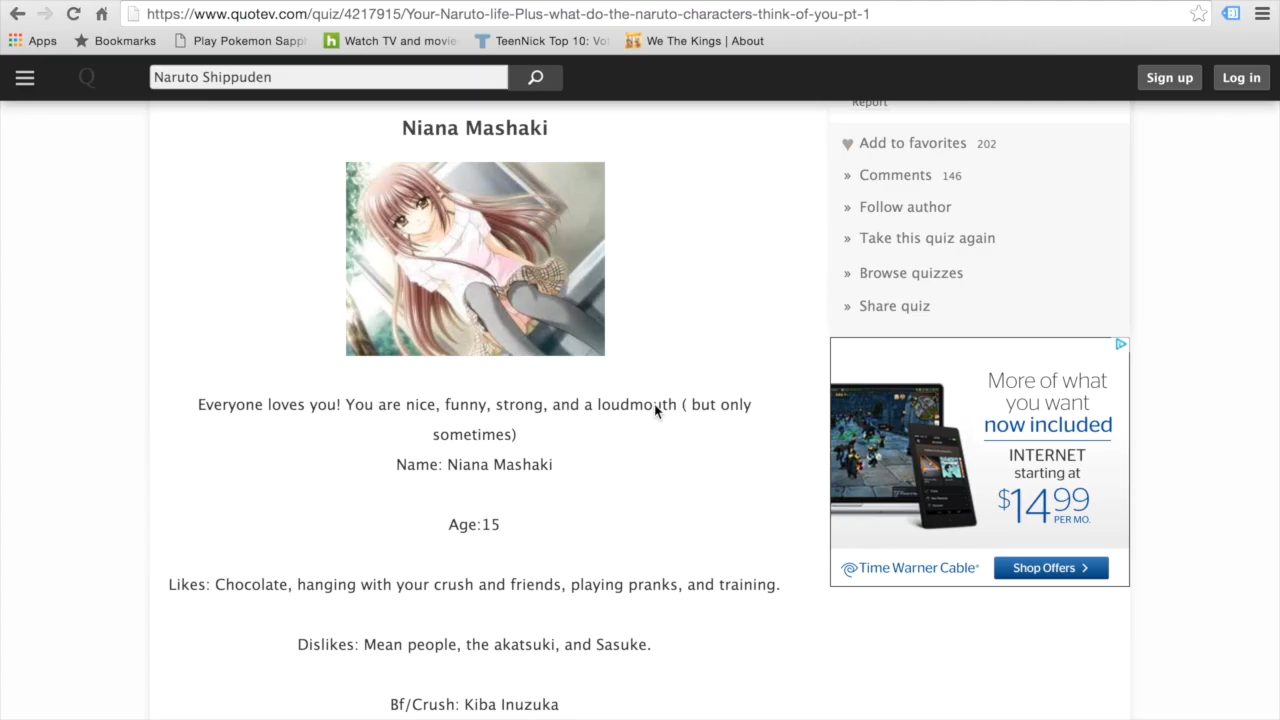 https://www.quotev.com/quiz/4217915/Your-Naruto-life-Plus-what-do-the-naruto-characters-think-of-you-pt-1
Apps Bookmarks Play Pokemon Sapp Watch TV and movie TeenNick Top 10: Vot We The Kings | About
Q Naruto Shippuden Sign up Log in
Report
Niana Mashaki
Add to favorites 202
» Comments 146
» Follow author
» Take this quiz again
» Browse quizzes
» Share quiz
Everyone loves you! You are nice, funny, strong, and a loudmouth ( but only
sometimes)
Name: Niana Mashaki
Age:15
Likes: Chocolate, hanging with your crush and friends, playing pranks, and training.
Dislikes: Mean people, the akatsuki, and Sasuke.
Bf/Crush: Kiba Inuzuka
More of what
you want
now included
INTERNET
starting at
$14.99
PER MO.
Time Warner Cable
Shop Offers >